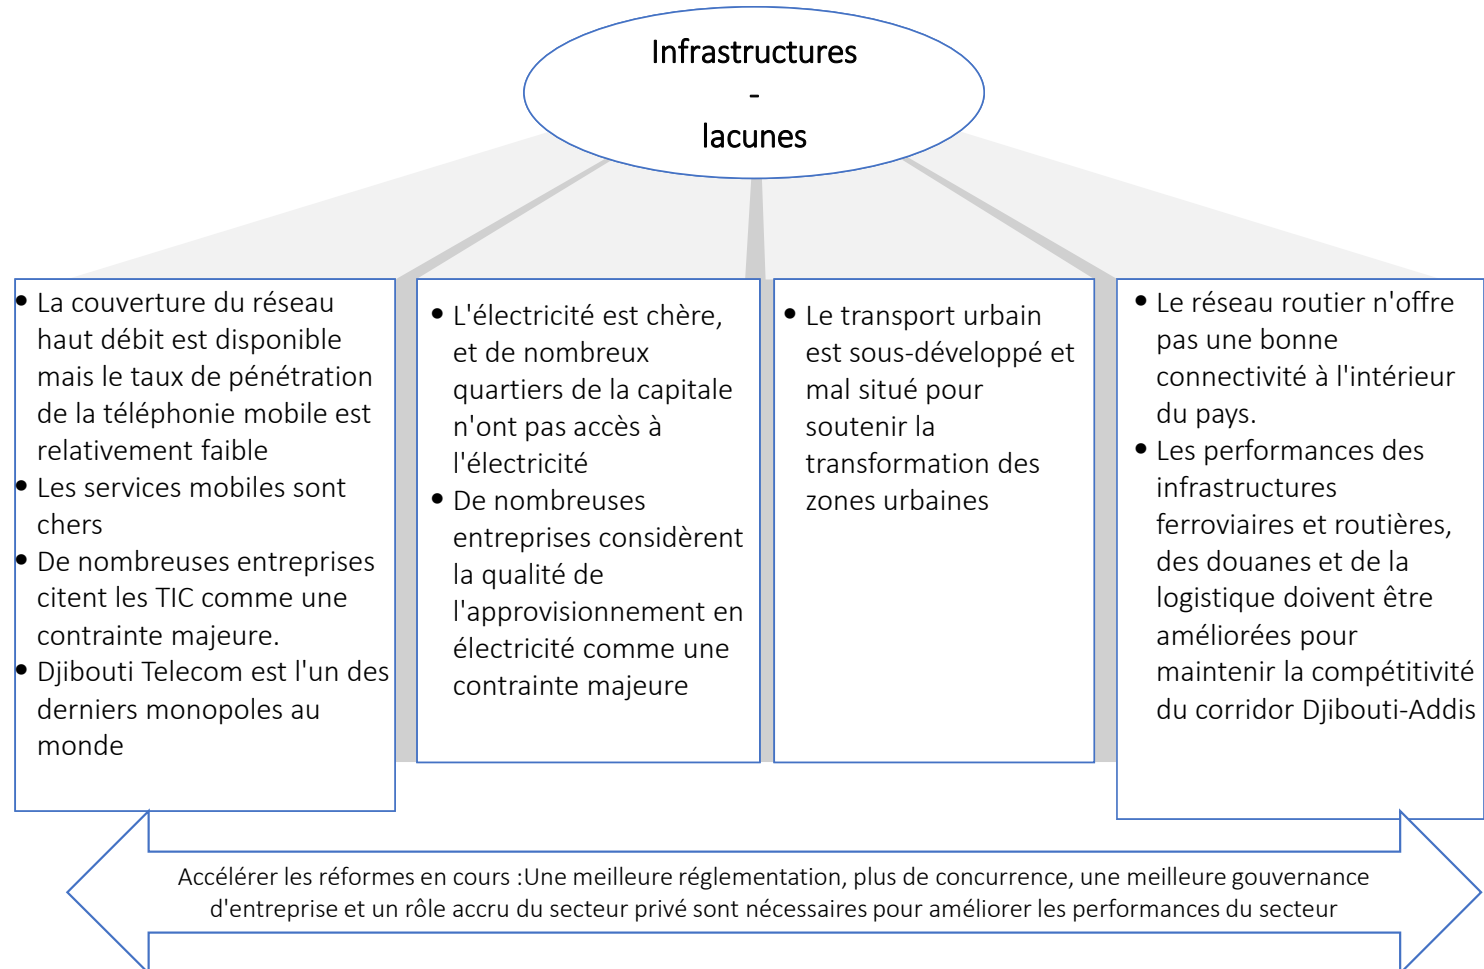 Infrastructures
-
lacunes
• La couverture du réseau
haut débit est disponible
mais le taux de pénétration
de la téléphonie mobile est
relativement faible
• Les services mobiles sont
chers
• De nombreuses entreprises
citent les TIC comme une
contrainte majeure.
• Djibouti Telecom est l'un des
derniers monopoles au
monde
• L'électricité est chère,
et de nombreux
quartiers de la capitale
n'ont pas accès à
l'électricité
• De nombreuses
entreprises considèrent
la qualité de
l'approvisionnement en
électricité comme une
contrainte majeure
• Le transport urbain
est sous-développé et
mal situé pour
soutenir la
transformation des
zones urbaines
• Le réseau routier n'offre
pas une bonne
connectivité à l'intérieur
du pays.
• Les performances des
infrastructures
ferroviaires et routières,
des douanes et de la
logistique doivent être
améliorées pour
maintenir la compétitivité
du corridor Djibouti-Addis
Accélérer les réformes en cours :Une meilleure réglementation, plus de concurrence, une meilleure gouvernance
d'entreprise et un rôle accru du secteur privé sont nécessaires pour améliorer les performances du secteur